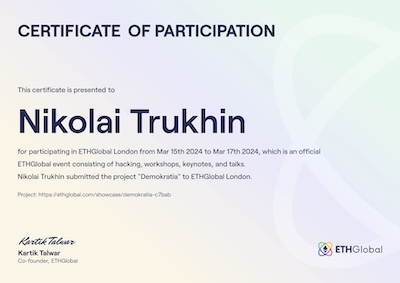 CERTIFICATE OF PARTICIPATION
This certificate is presented to
Nikolai Trukhin
for participating in ETHGlobal London from Mar 15th 2024 to Mar 17th 2024, which is an official
ETHGlobal event consisting of hacking, workshops, keynotes, and talks.
Nikolai Trukhin submitted the project "Demokratia" to ETHGlobal London.
Project: https://ethglobal.com/showcase/demokratia-c7bab
Kartik Talwar
Kartik Talwar
Co-founder, ETHGlobal
ETHGlobal